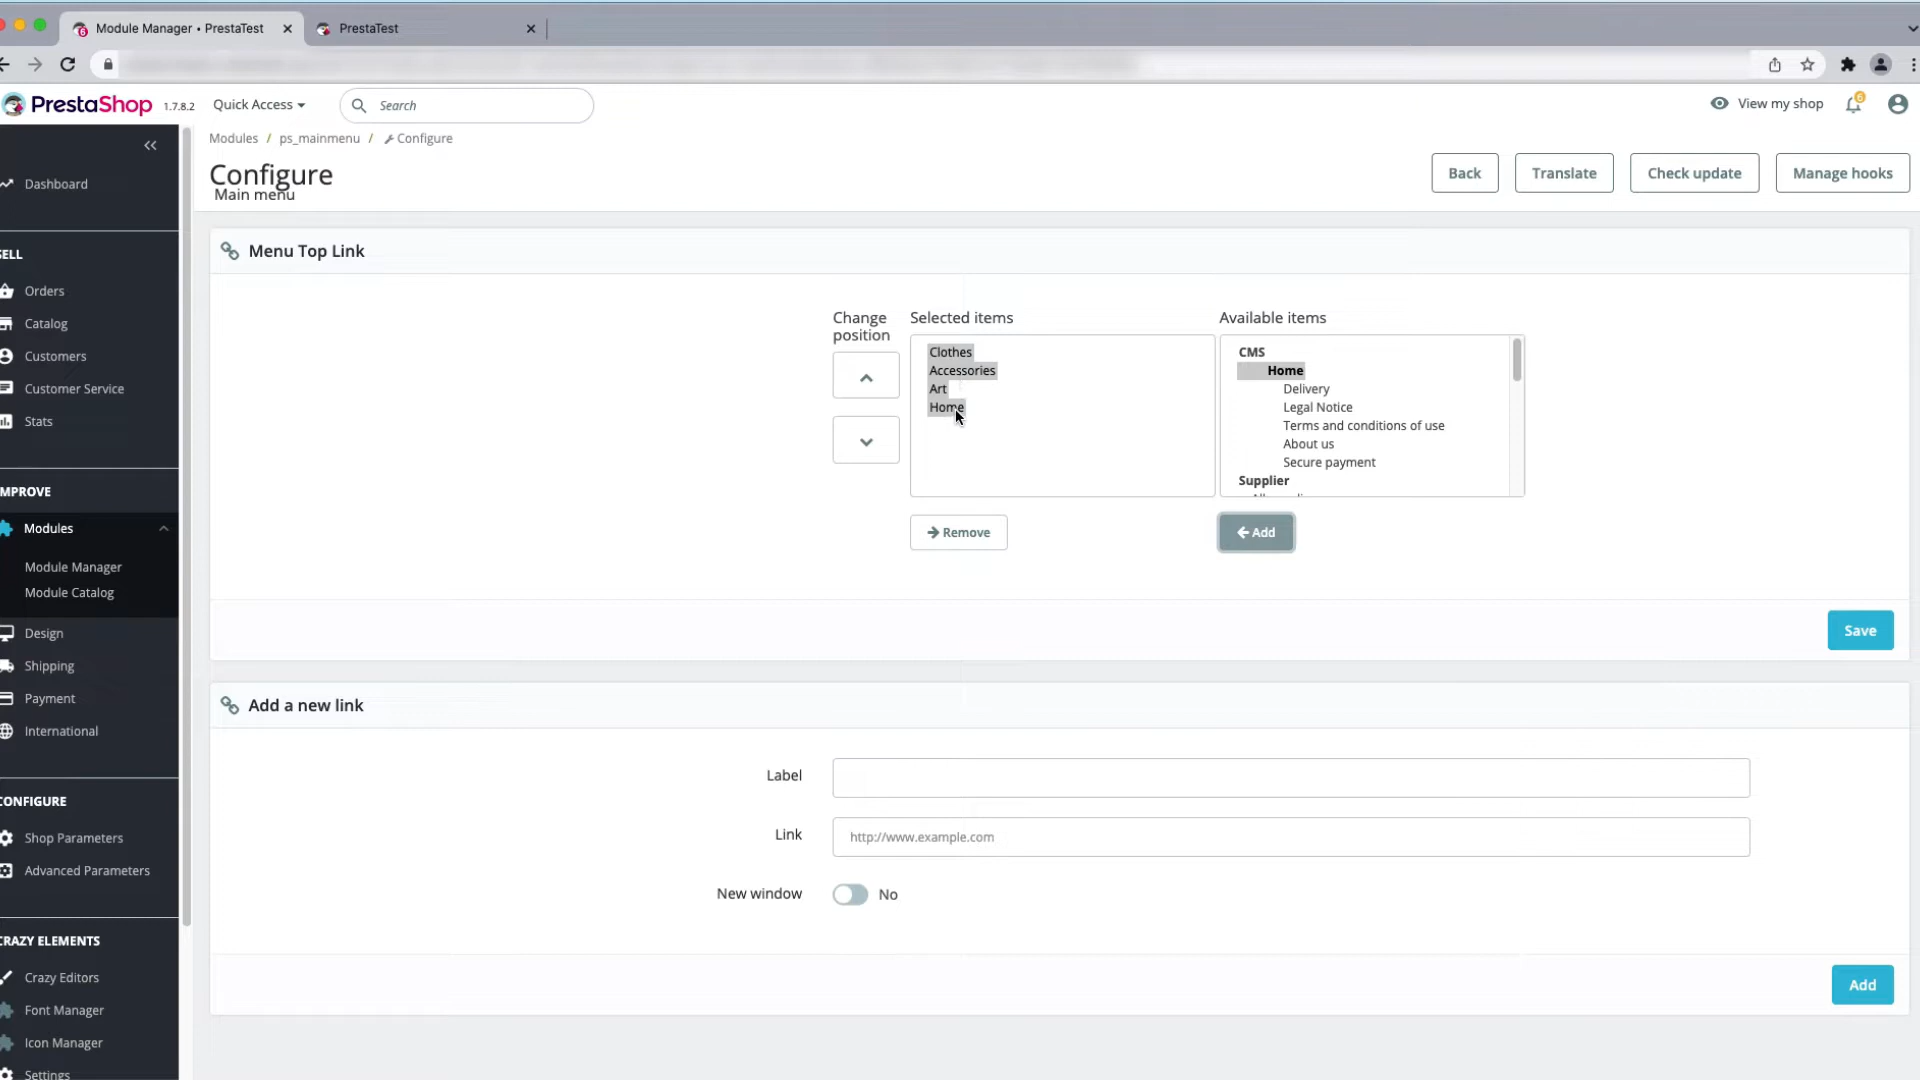 Module Manager • PrestaTest
PrestaTest
PrestaShop 1.7.8.2
Quick Access
Search
View my shop
6
Modules / ps_mainmenu / Configure
Configure
Main menu
Back
Translate
Check update
Manage hooks
Dashboard
ELL
Orders
Catalog
Customers
Customer Service
Stats
MPROVE
Modules
Module Manager
Module Catalog
Design
Shipping
Payment
International
CONFIGURE
Shop Parameters
Advanced Parameters
CRAZY ELEMENTS
Crazy Editors
Font Manager
Icon Manager
Settings
Menu Top Link
Change
position
Selected items
Clothes
Accessories
Art
Home
Remove
Available items
CMS
Home
Delivery
Legal Notice
Terms and conditions of use
About us
Secure payment
Supplier
Add
Save
Add a new link
Label
Link
http://www.example.com
New window
No
Add